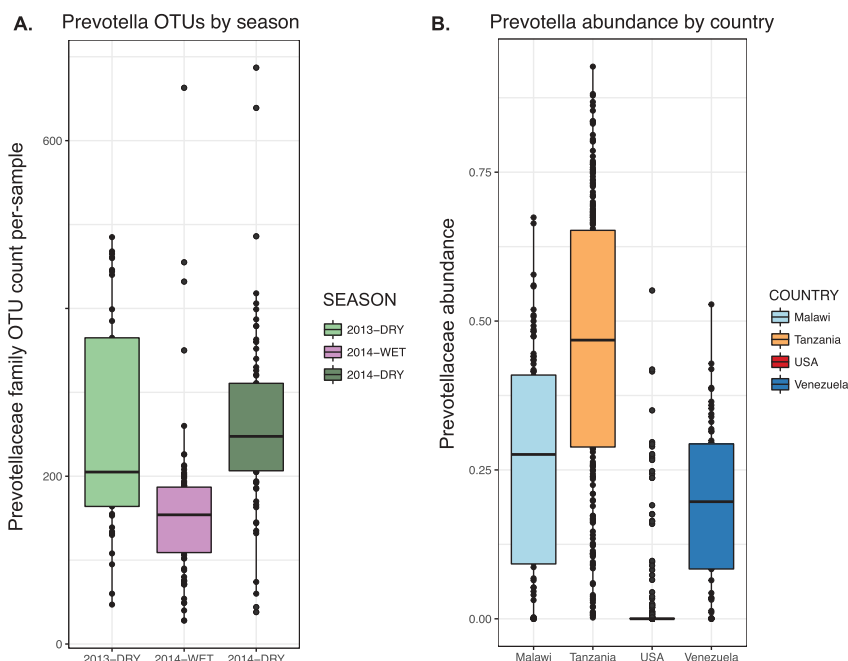 A. Prevotella OTUs by season
Prevotellaceae family OTU count per-sample
600
200
0
2013-DRY 2014-WET 2014-DRY
SEASON
2013-DRY
2014-WET
2014-DRY
B. Prevotella abundance by country
Prevotellaceae abundance
0.75
0.50
0.25
0.00
Malawi Tanzania USA Venezuela
COUNTRY
Malawi
Tanzania
USA
Venezuela